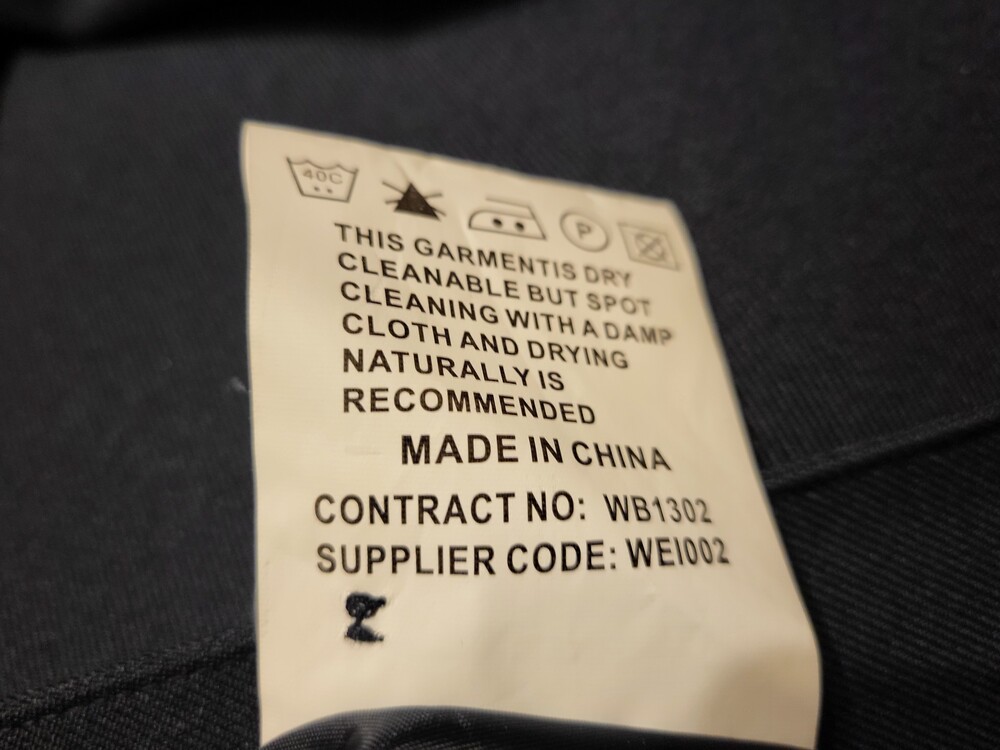 40C
P
THIS GARMENTIS DRY
CLEANABLE BUT SPOT
CLEANING WITH A DAMP
CLOTH AND DRYING
NATURALLY IS
RECOMMENDED
MADE IN CHINA
CONTRACT NO: WB1302
SUPPLIER CODE: WEI002